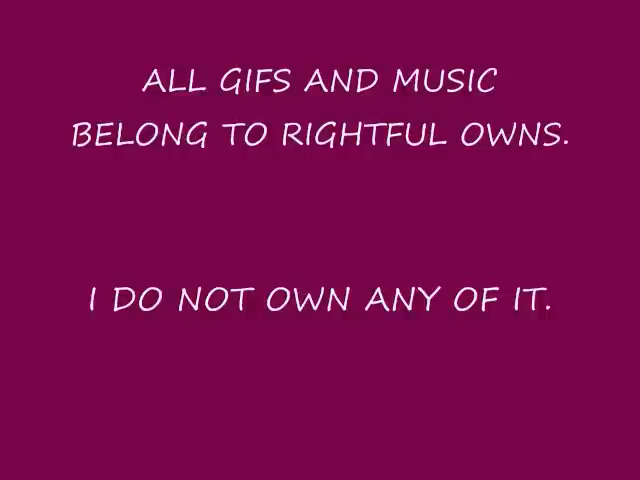 ALL GIFS AND MUSIC
BELONG TO RIGHTFUL OWNS.
I DO NOT OWN ANY OF IT.